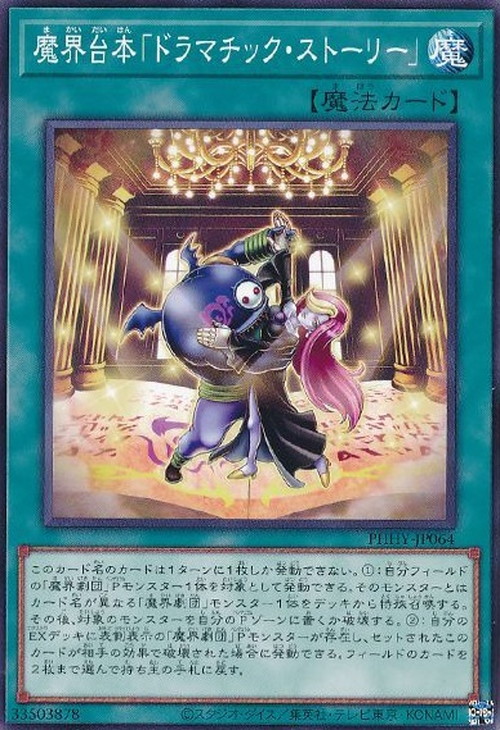 魔界台本「ドラマチック・ストーリー」 魔
【魔法カード】
PHHY-JP064
このカード名のカードは1ターンに1枚しか発動できない。①:自分フィールド
の「魔界劇団」Pモンスター1体を対象として発動できる。そのモンスターとは
カード名が異なる「魔界劇団」モンスター1体をデッキから特殊召喚する。
その後、対象のモンスターを自分のPゾーンに置くか破壊する。②:自分の
EXデッキに表側表示の「魔界劇団」Pモンスターが存在し、セットされたこの
カードが相手の効果で破壊された場合に発動できる。フィールドのカードを
2枚まで選んで持ち主の手札に戻す。
33503878 ©スタジオ・ダイス/集英社・テレビ東京・KONAMI